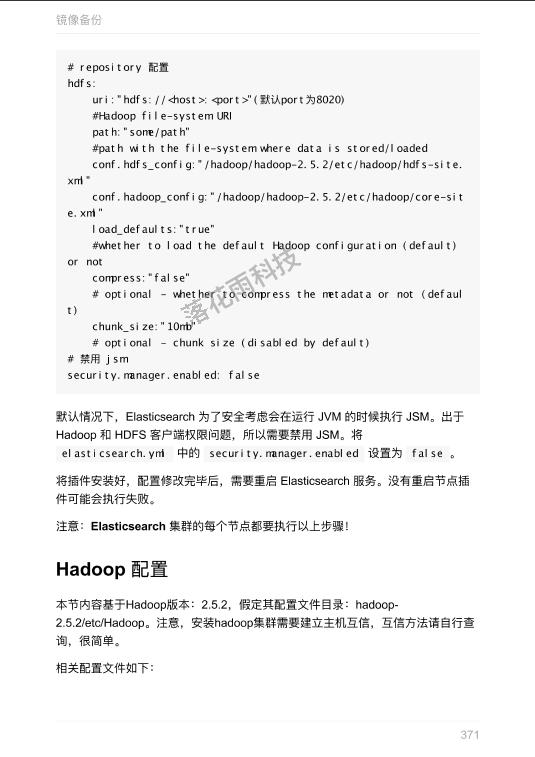 镜像备份
# repository 配置
hdfs:
uri:"hdfs://<host>:<port>"(默认port为8020)
#Hadoop file-system URI
path:"some/path"
#path with the file-system where data is stored/loaded
conf.hdfs_config:"/hadoop/hadoop-2.5.2/etc/hadoop/hdfs-site.
xml"
conf.hadoop_config:"/hadoop/hadoop-2.5.2/etc/hadoop/core-sit
e.xml"
load_defaults:"true"
#whether to load the default Hadoop configuration (default)
or not
compress:"false"
# optional - whether to compress the metadata or not (defaul
t)
chunk_size:"10mb"
# optional - chunk size (disabled by default)
# 禁用 jsm
security.manager.enabled: false
落花雨科技
默认情况下，Elasticsearch 为了安全考虑会在运行 JVM 的时候执行 JSM。出于
Hadoop 和 HDFS 客户端权限问题，所以需要禁用 JSM。将
elasticsearch.yml 中的 security.manager.enabled 设置为 false 。
将插件安装好，配置修改完毕后，需要重启 Elasticsearch 服务。没有重启节点插
件可能会执行失败。
注意：Elasticsearch 集群的每个节点都要执行以上步骤！
Hadoop 配置
本节内容基于Hadoop版本：2.5.2，假定其配置文件目录：hadoop-
2.5.2/etc/Hadoop。注意，安装hadoop集群需要建立主机互信，互信方法请自行查
询，很简单。
相关配置文件如下：
371